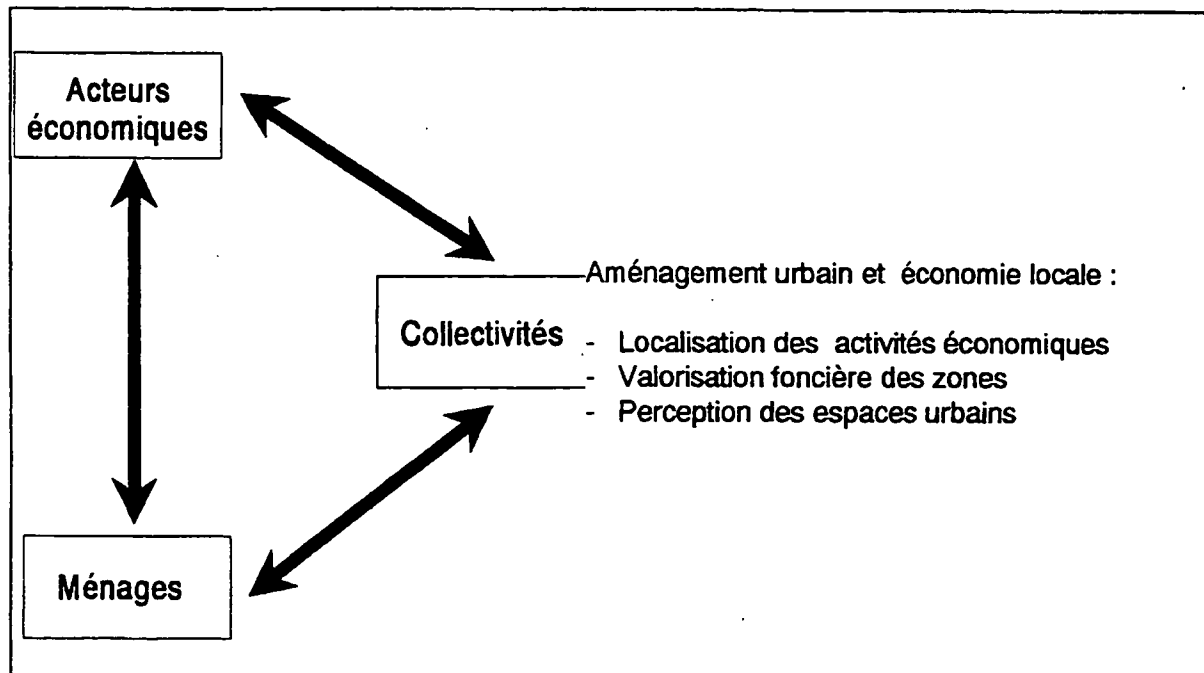 Acteurs
économiques
Aménagement urbain et économie locale :
Collectivités
- Localisation des activités économiques
- Valorisation foncière des zones
- Perception des espaces urbains
Ménages